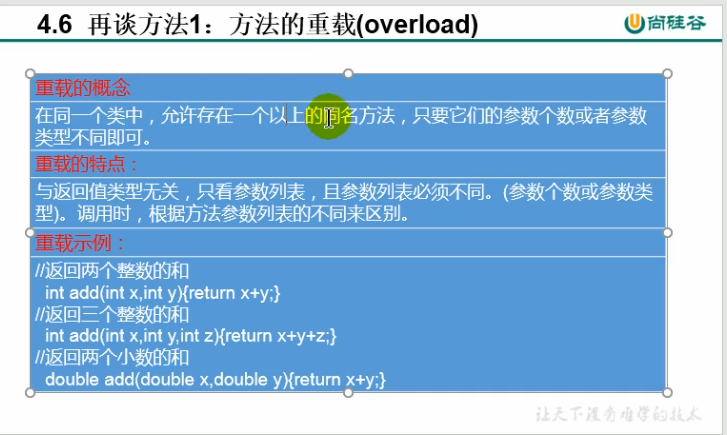 4.6 再谈方法1：方法的重载(overload)
尚硅谷
重载的概念
在同一个类中，允许存在一个以上的同名方法，只要它们的参数个数或者参数
类型不同即可。
重载的特点：
与返回值类型无关，只看参数列表，且参数列表必须不同。(参数个数或参数类
型)。调用时，根据方法参数列表的不同来区别。
重载示例：
//返回两个整数的和
int add(int x,int y){return x+y;}
//返回三个整数的和
int add(int x,int y,int z){return x+y+z;}
//返回两个小数的和
double add(double x,double y){return x+y;}
让天下没有难学的技术